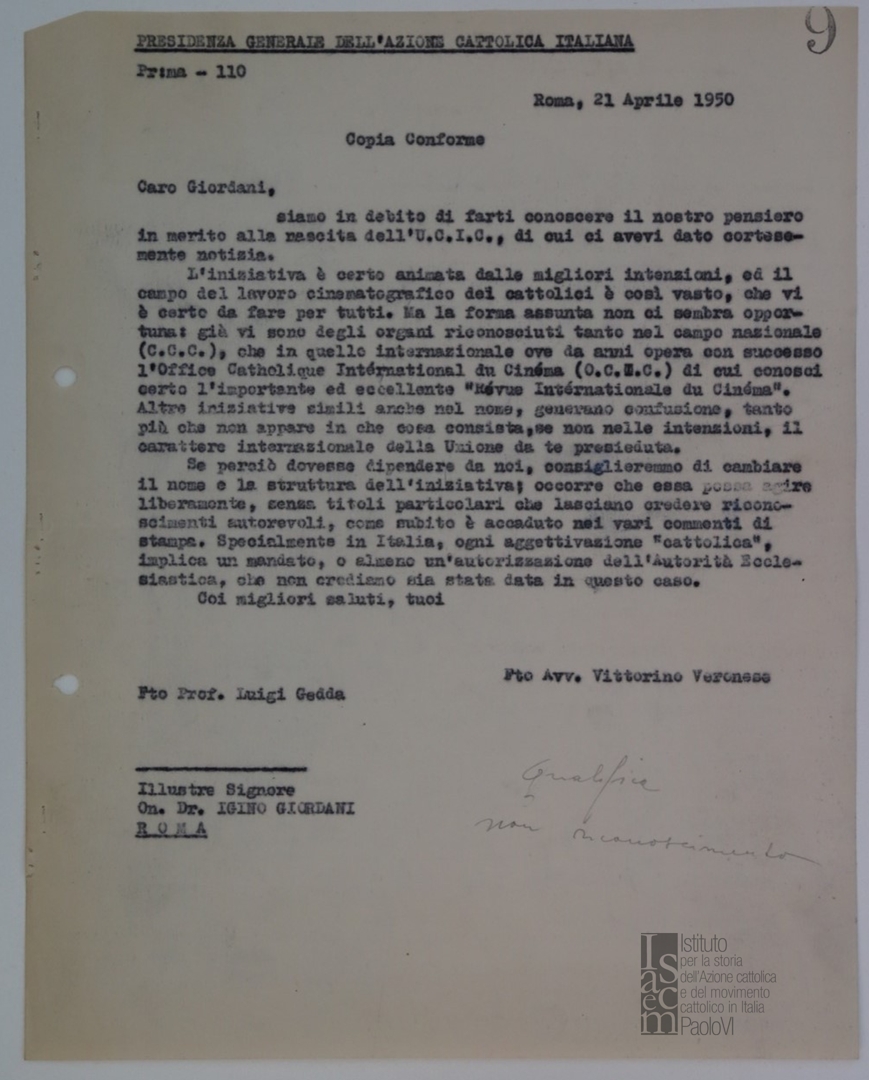 9
PRESIDENZA GENERALE DELL'AZIONE CATTOLICA ITALIANA
Prima - 110
Roma, 21 Aprile 1950
Copia Conforme
Caro Giordani,
siamo in debito di farti conoscere il nostro pensiero
in merito alla nascita dell'U.C.I.C., di cui ci avevi dato cortese-
mente notizia.
L'iniziativa è certo animata dalle migliori intenzioni, ed il
campo del lavoro cinematografico dei cattolici è così vasto, che vi
è certo da fare per tutti. Ma la forma assunta non ci sembra oppor-
tuna: già vi sono degli organi riconosciuti tanto nel campo nazionale
(C.C.C.), che in quello internazionale ove da anni opera con successo
l'Office Catholique Intérnational du Cinéma (O.C.I.C.) di cui conosci
certo l'importante ed eccellente "Révue Intérnationale du Cinéma".
Altre iniziative simili anche nel nome, generano confusione, tanto
più che non appare in che cosa consista, se non nelle intenzioni, il
carattere internazionale della Unione da te presieduta.
Se perciò dovesse dipendere da noi, consiglieremmo di cambiare
il nome e la struttura dell'iniziativa; occorre che essa possa agire
liberamente, senza titoli particolari che lasciano credere ricono-
scimenti autorevoli, come subito è accaduto nei vari commenti di
stampa. Specialmente in Italia, ogni aggettivazione "cattolica",
implica un mandato, o almeno un'autorizzazione dell'Autorità Eccle-
siastica, che non crediamo sia stata data in questo caso.
Coi migliori saluti, tuoi
Fto Avv. Vittorino Veronese
Fto Prof. Luigi Gedda
Illustre Signore
On. Dr. IGINO GIORDANI
ROMA
Qualifica
non riconoscimento
Isacem
Istituto
per la storia
dell'Azione cattolica
e del movimento
cattolico in Italia
PaoloVI